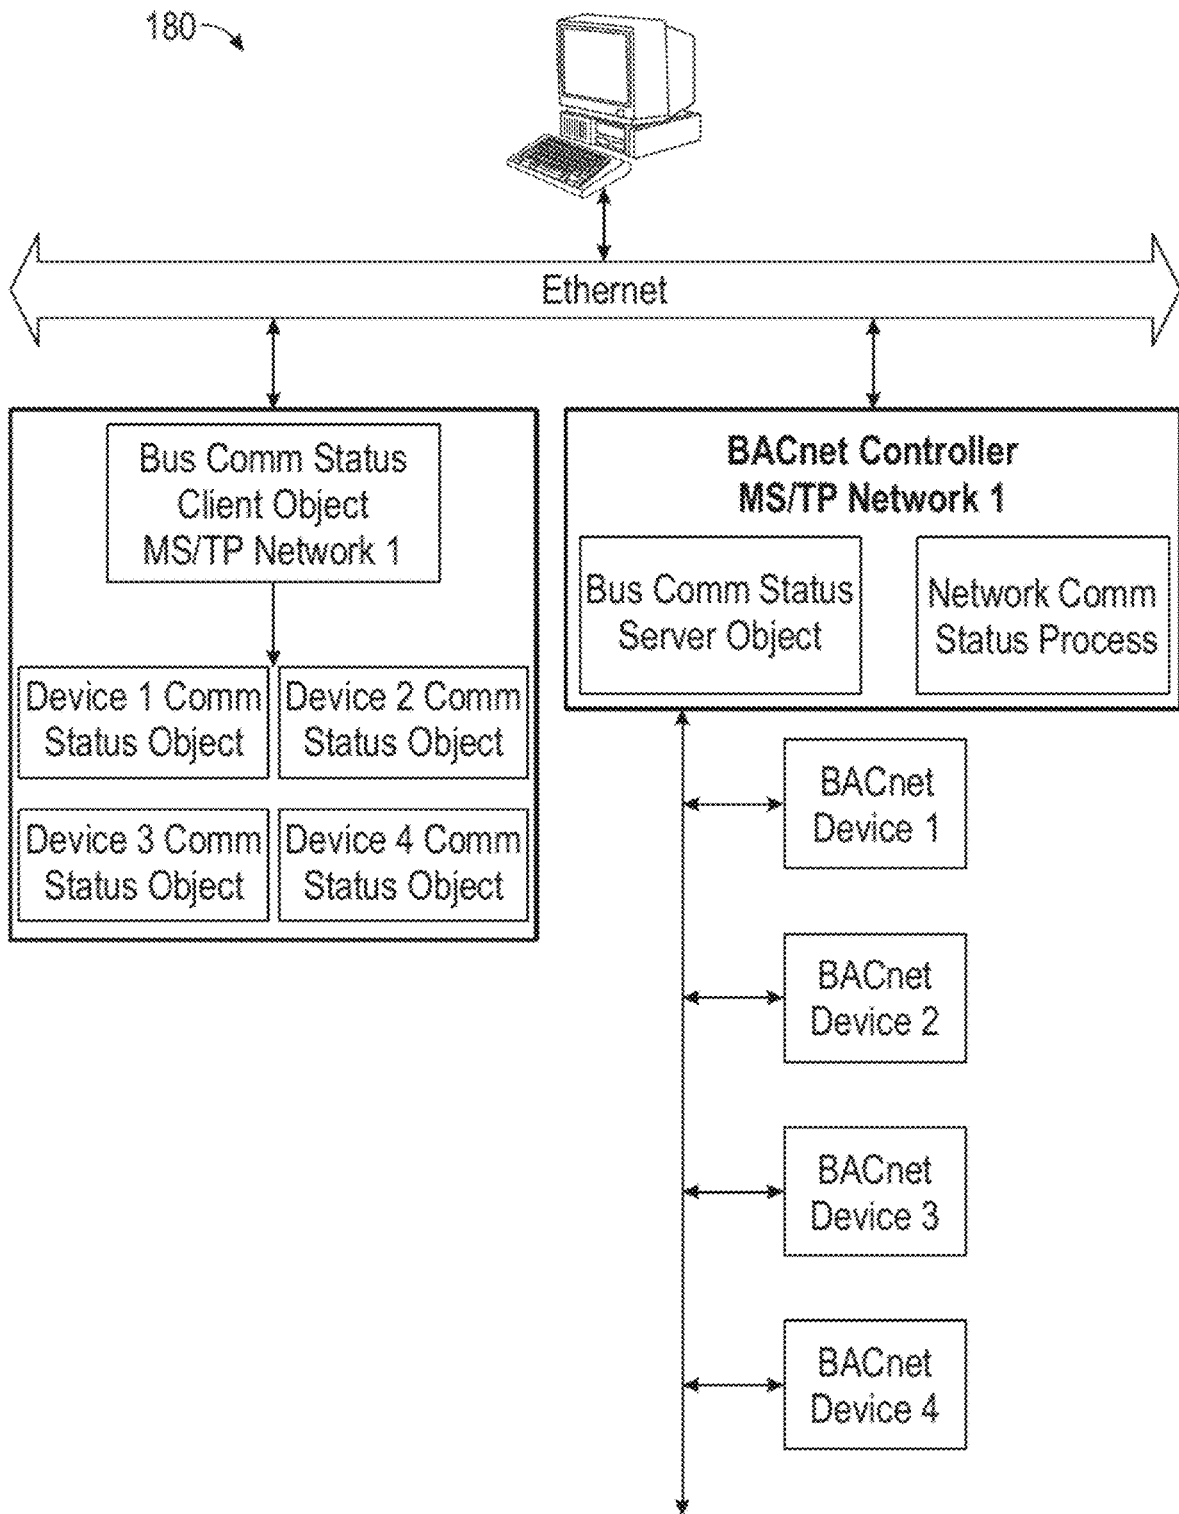 180
Ethernet
Bus Comm Status
Client Object
MS/TP Network 1
Device 1 Comm
Status Object
Device 2 Comm
Status Object
Device 3 Comm
Status Object
Device 4 Comm
Status Object
BACnet Controller
MS/TP Network 1
Bus Comm Status
Server Object
Network Comm
Status Process
BACnet
Device 1
BACnet
Device 2
BACnet
Device 3
BACnet
Device 4